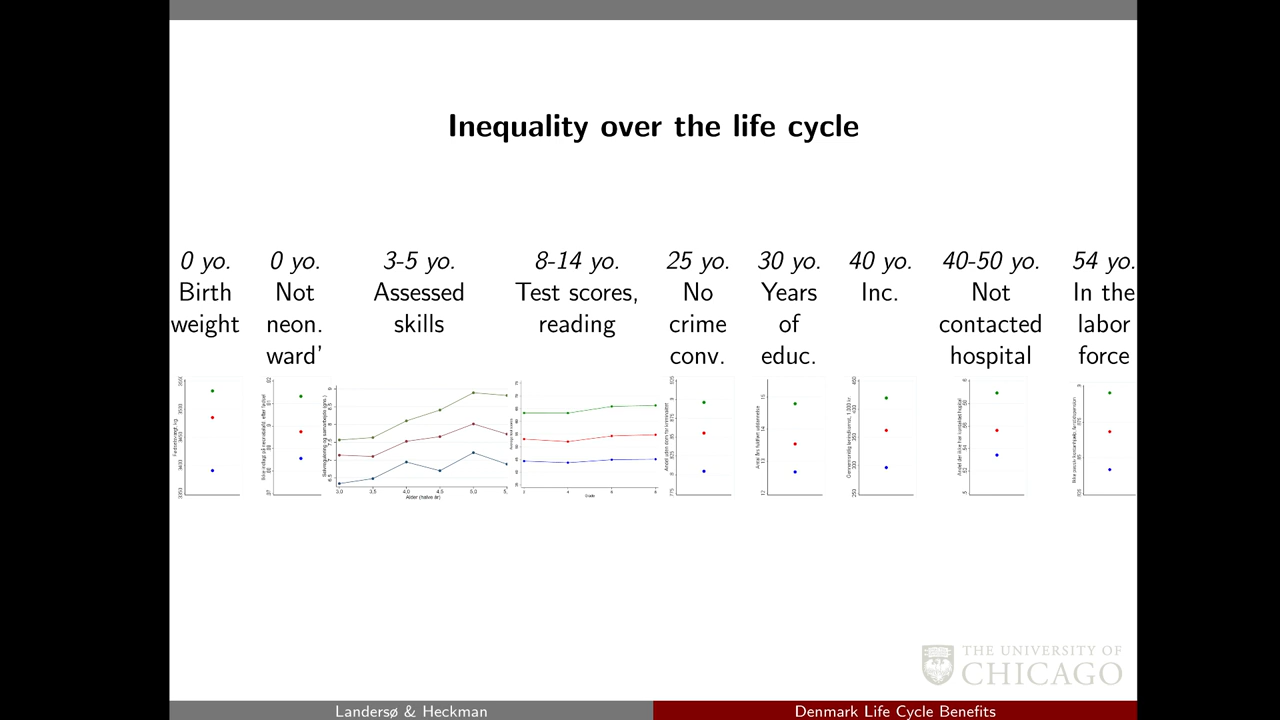 Inequality over the life cycle
0 yo.
Birth
weight
0 yo.
Not
neon.
ward'
3-5 yo.
Assessed
skills
8-14 yo.
Test scores,
reading
25 yo.
No
crime
conv.
30 yo.
Years
of
educ.
40 yo.
Inc.
40-50 yo.
Not
contacted
hospital
54 yo.
In the
labor
force
Alder (halve år)
THE UNIVERSITY OF
CHICAGO
Landersø & Heckman
Denmark Life Cycle Benefits